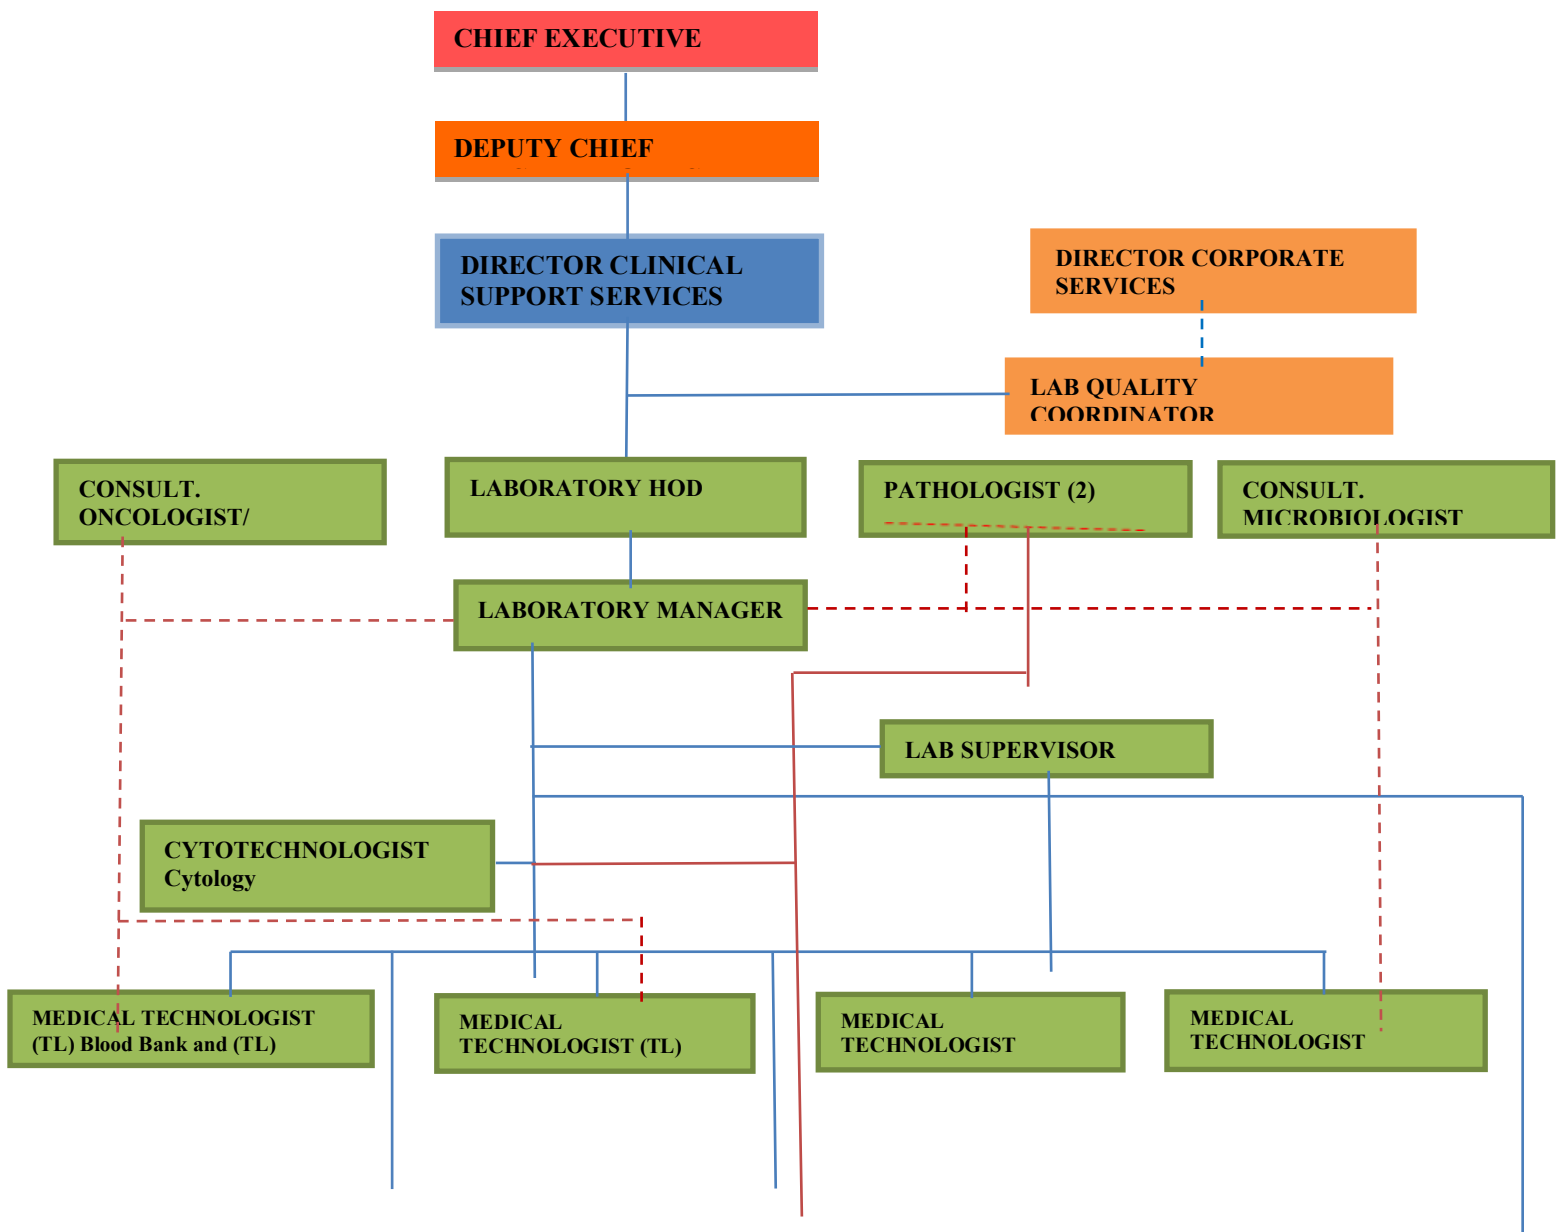 CHIEF EXECUTIVE
DEPUTY CHIEF
DIRECTOR CLINICAL
SUPPORT SERVICES
DIRECTOR CORPORATE
SERVICES
LAB QUALITY
COORDINATOR
CONSULT.
ONCOLOGIST/
LABORATORY HOD
PATHOLOGIST (2)
CONSULT.
MICROBIOLOGIST
LABORATORY MANAGER
LAB SUPERVISOR
CYTOTECHNOLOGIST
Cytology
MEDICAL TECHNOLOGIST
(TL) Blood Bank and (TL)
MEDICAL
TECHNOLOGIST (TL)
MEDICAL
TECHNOLOGIST
MEDICAL
TECHNOLOGIST